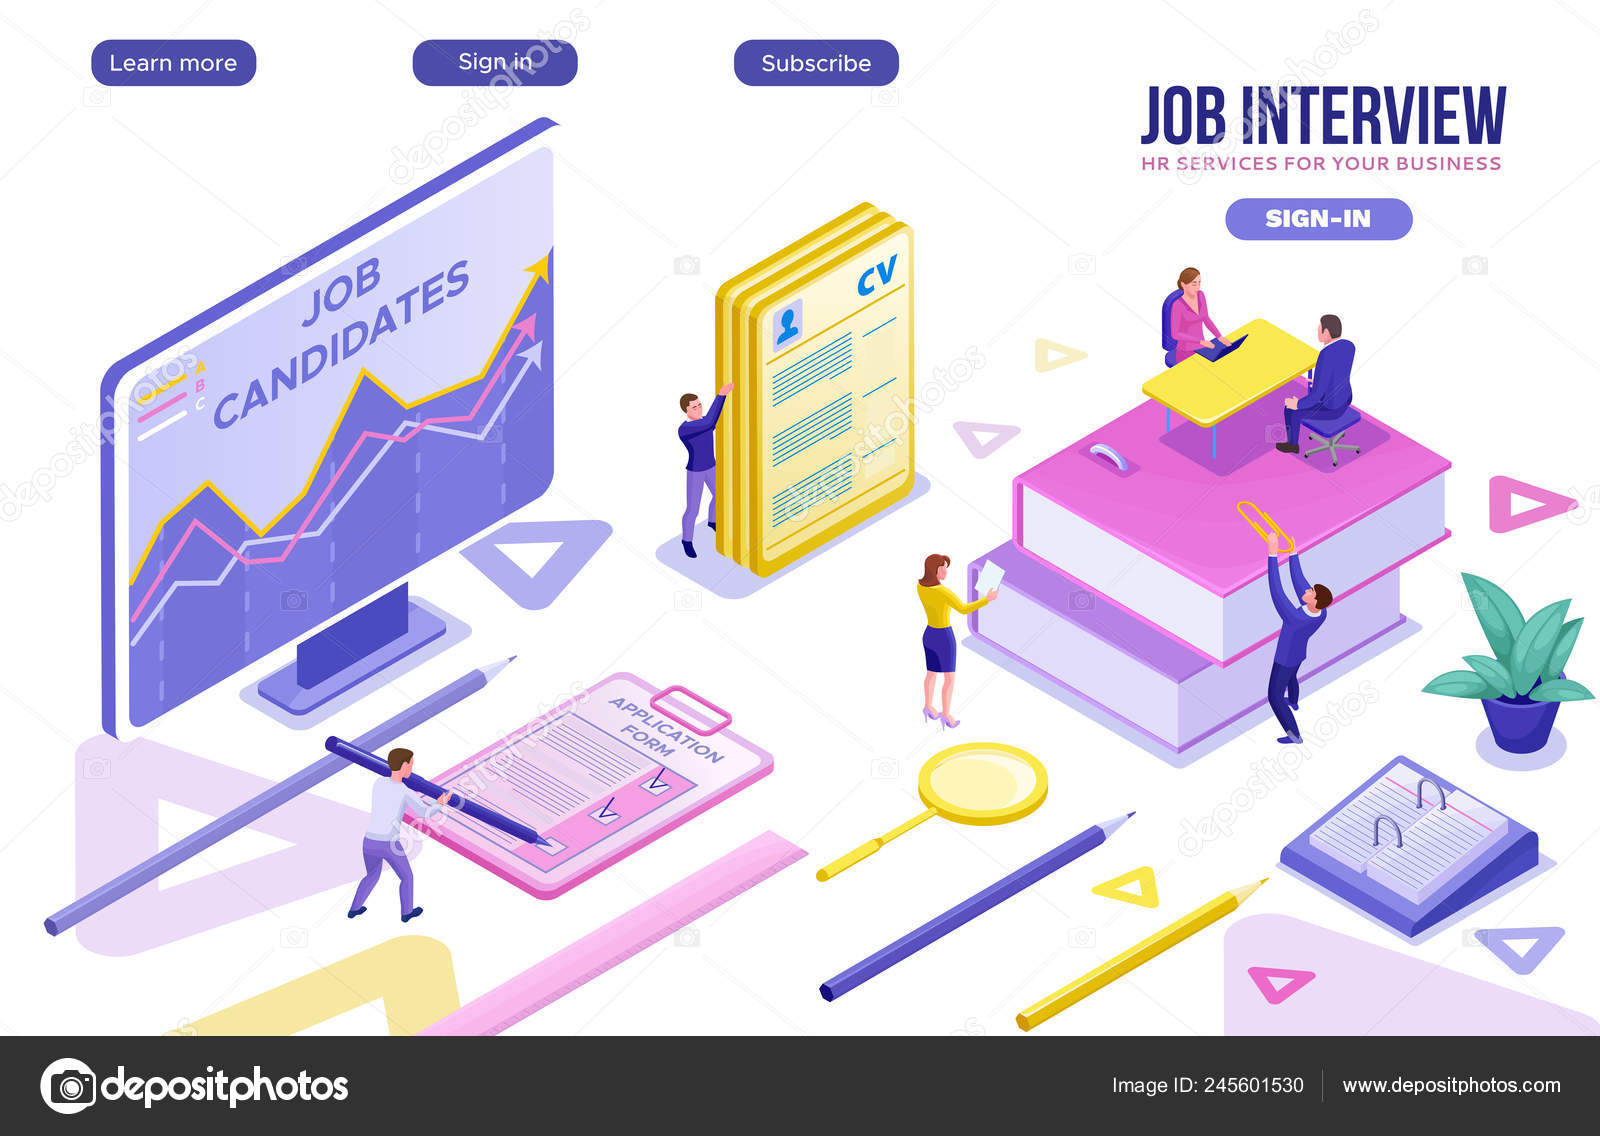 Learn more
Sign in
Subscribe
JOB INTERVIEW
HR SERVICES FOR YOUR BUSINESS
SIGN-IN
JOB
CANDIDATES
A
B
C
CV
APPLICATION
FORM
depositphotos
Image ID: 245601530
www.depositphotos.com